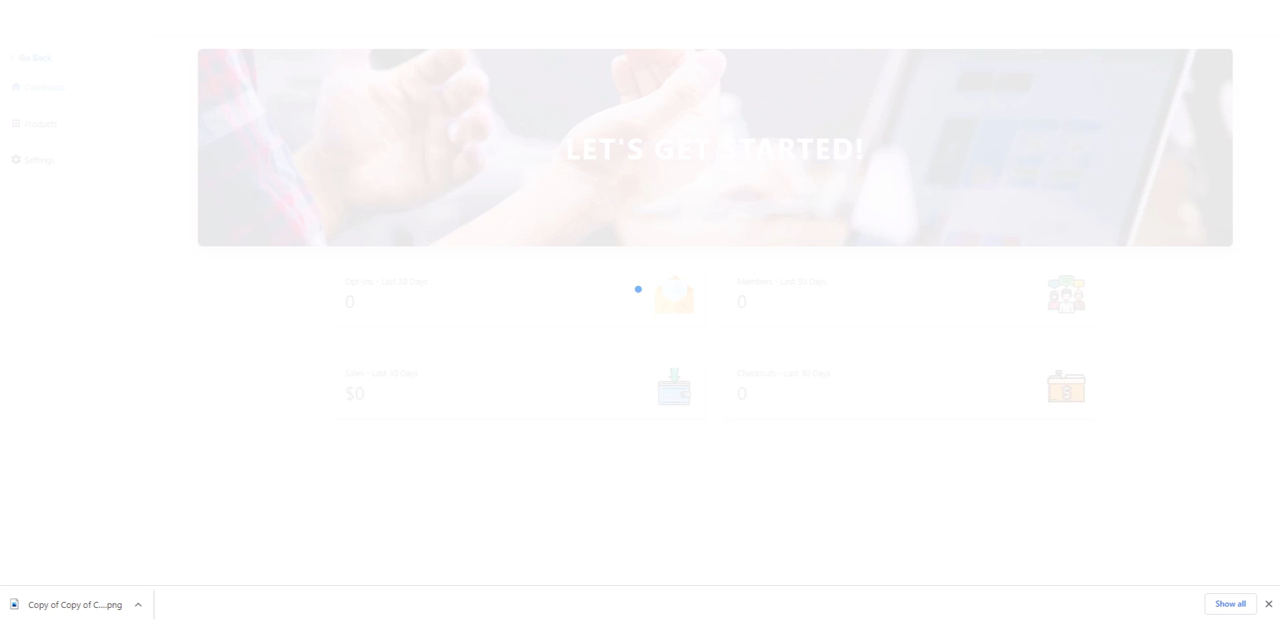 Go Back
Dashboard
Products
Settings
LET'S GET STARTED!
Opt-Ins - Last 30 Days
0
Members - Last 30 Days
0
Sales - Last 30 Days
$0
Checkouts - Last 30 Days
0
Copy of Copy of C....png
Show all